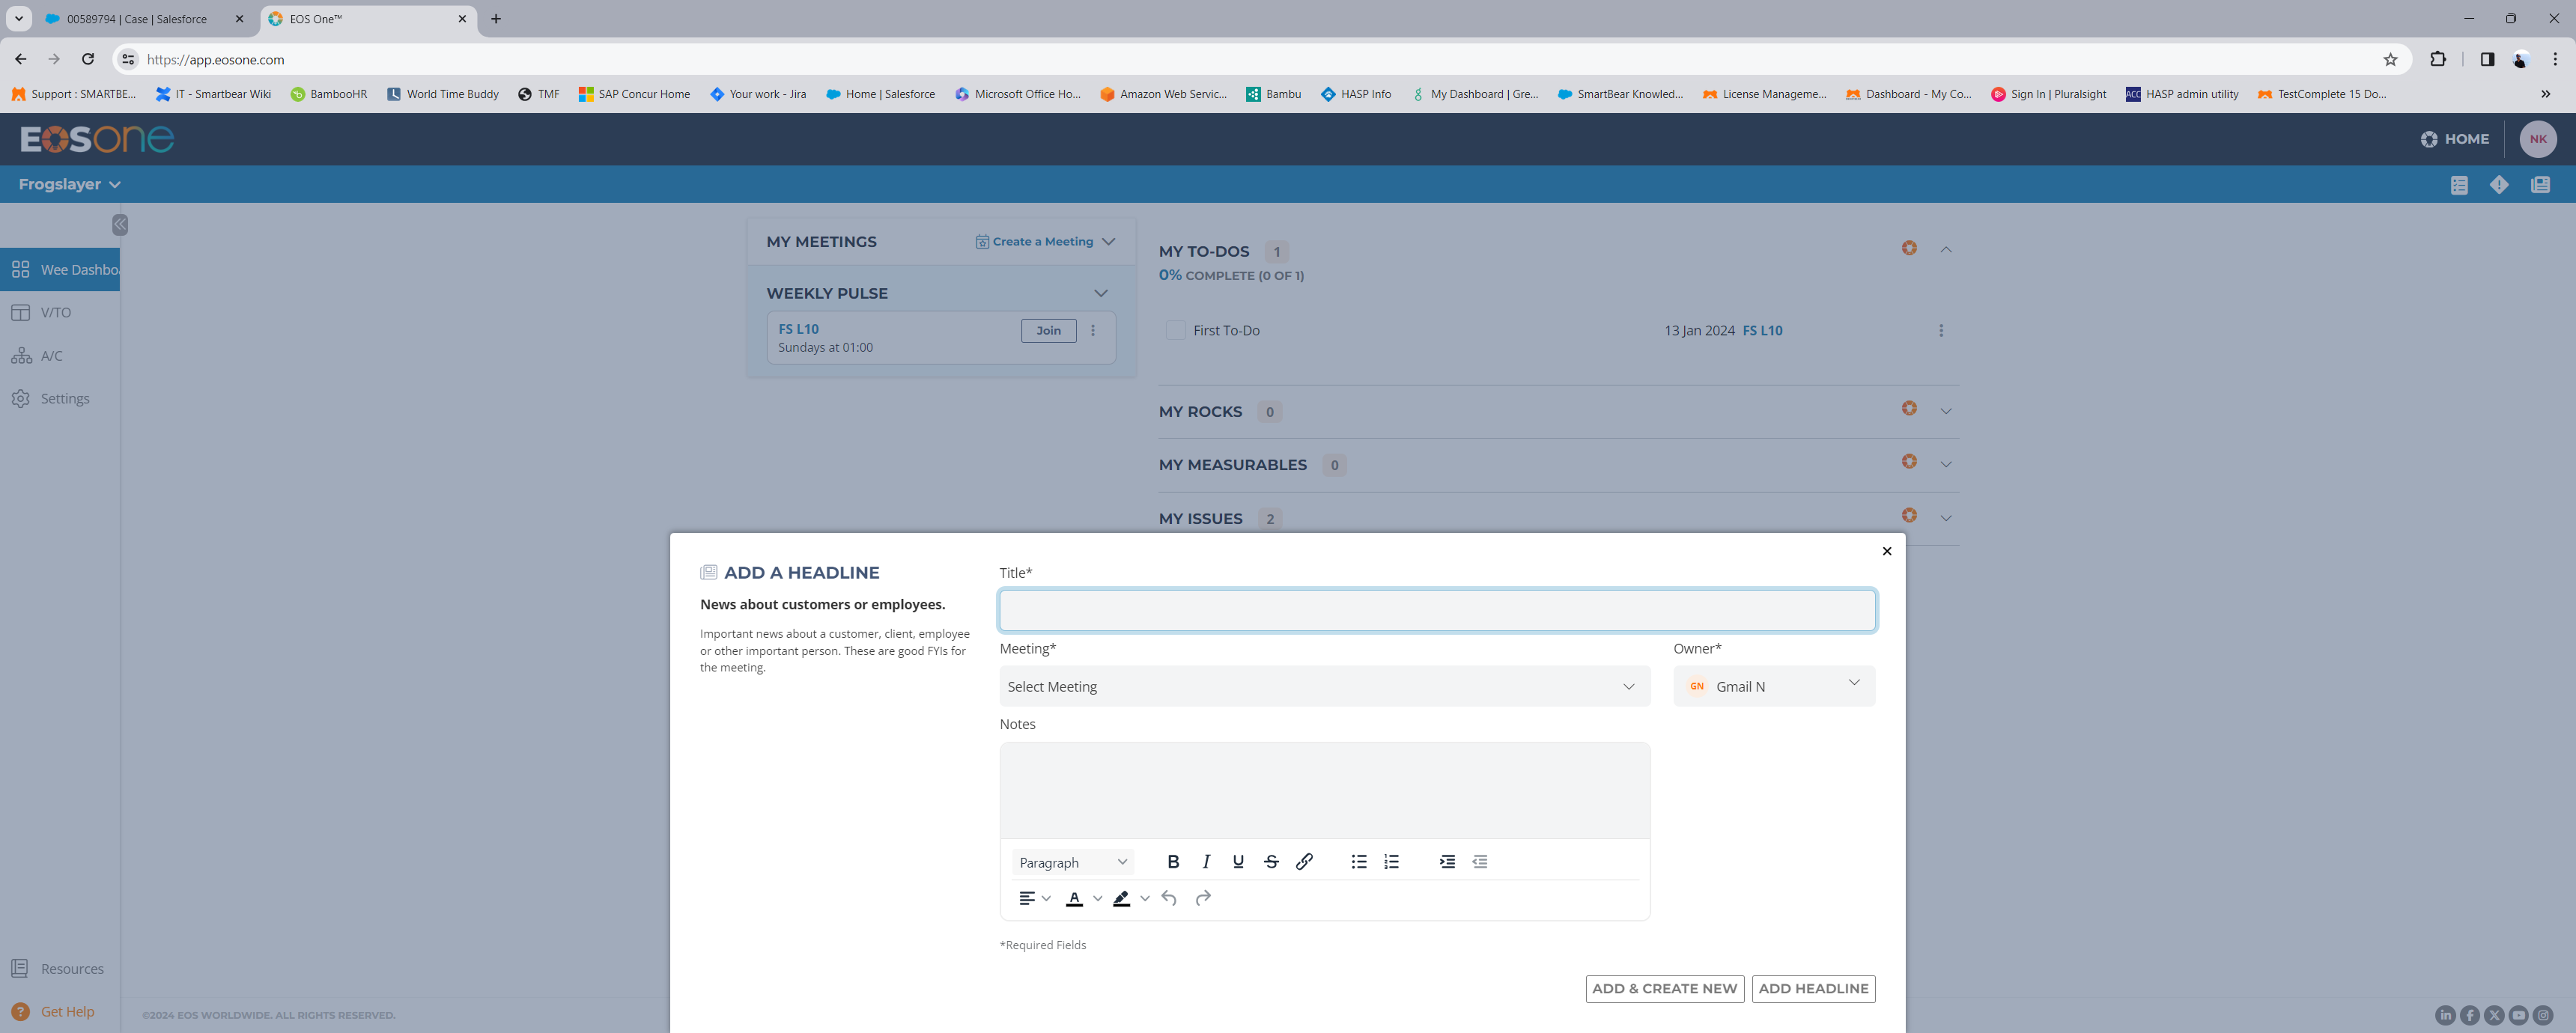 00589794 | Case | Salesforce
EOS One™
https://app.eosone.com
Support : SMARTBE...
IT - Smartbear Wiki
BambooHR
World Time Buddy
TMF
SAP Concur Home
Your work - Jira
Home | Salesforce
Microsoft Office Ho...
Amazon Web Servic...
Bambu
HASP Info
My Dashboard | Gre...
SmartBear Knowled...
License Manageme...
Dashboard - My Co...
Sign In | Pluralsight
ACC
HASP admin utility
TestComplete 15 Do...
EOSone
HOME
NK
Frogslayer
Wee Dashboa
V/TO
A/C
Settings
Resources
Get Help
MY MEETINGS
Create a Meeting
WEEKLY PULSE
FS L10
Join
Sundays at 01:00
MY TO-DOS 1
0% COMPLETE (0 OF 1)
First To-Do
13 Jan 2024 FS L10
MY ROCKS 0
MY MEASURABLES 0
MY ISSUES 2
ADD A HEADLINE
News about customers or employees.
Important news about a customer, client, employee
or other important person. These are good FYIs for
the meeting.
Title*
Meeting*
Owner*
Select Meeting
GN Gmail N
Notes
Paragraph
B I U S
A
*Required Fields
ADD & CREATE NEW
ADD HEADLINE
©2024 EOS WORLDWIDE. ALL RIGHTS RESERVED.